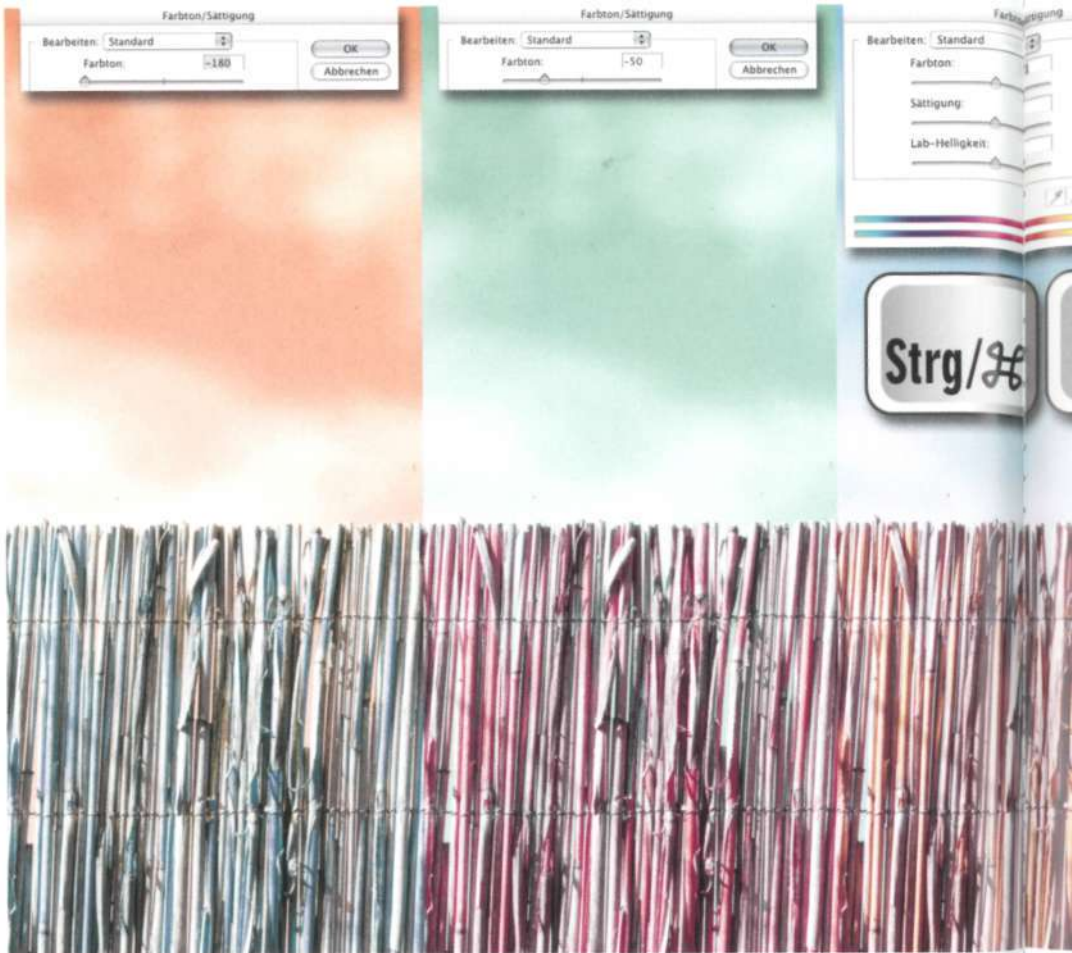 Farbton/Sättigung
Bearbeiten: Standard
OK
Farbton: -180
Abbrechen
Farbton/Sättigung
Bearbeiten: Standard
OK
Farbton: -50
Abbrechen
Bearbeiten: Standard
Farbton:
Sättigung:
Lab-Helligkeit:
Strg/⌘